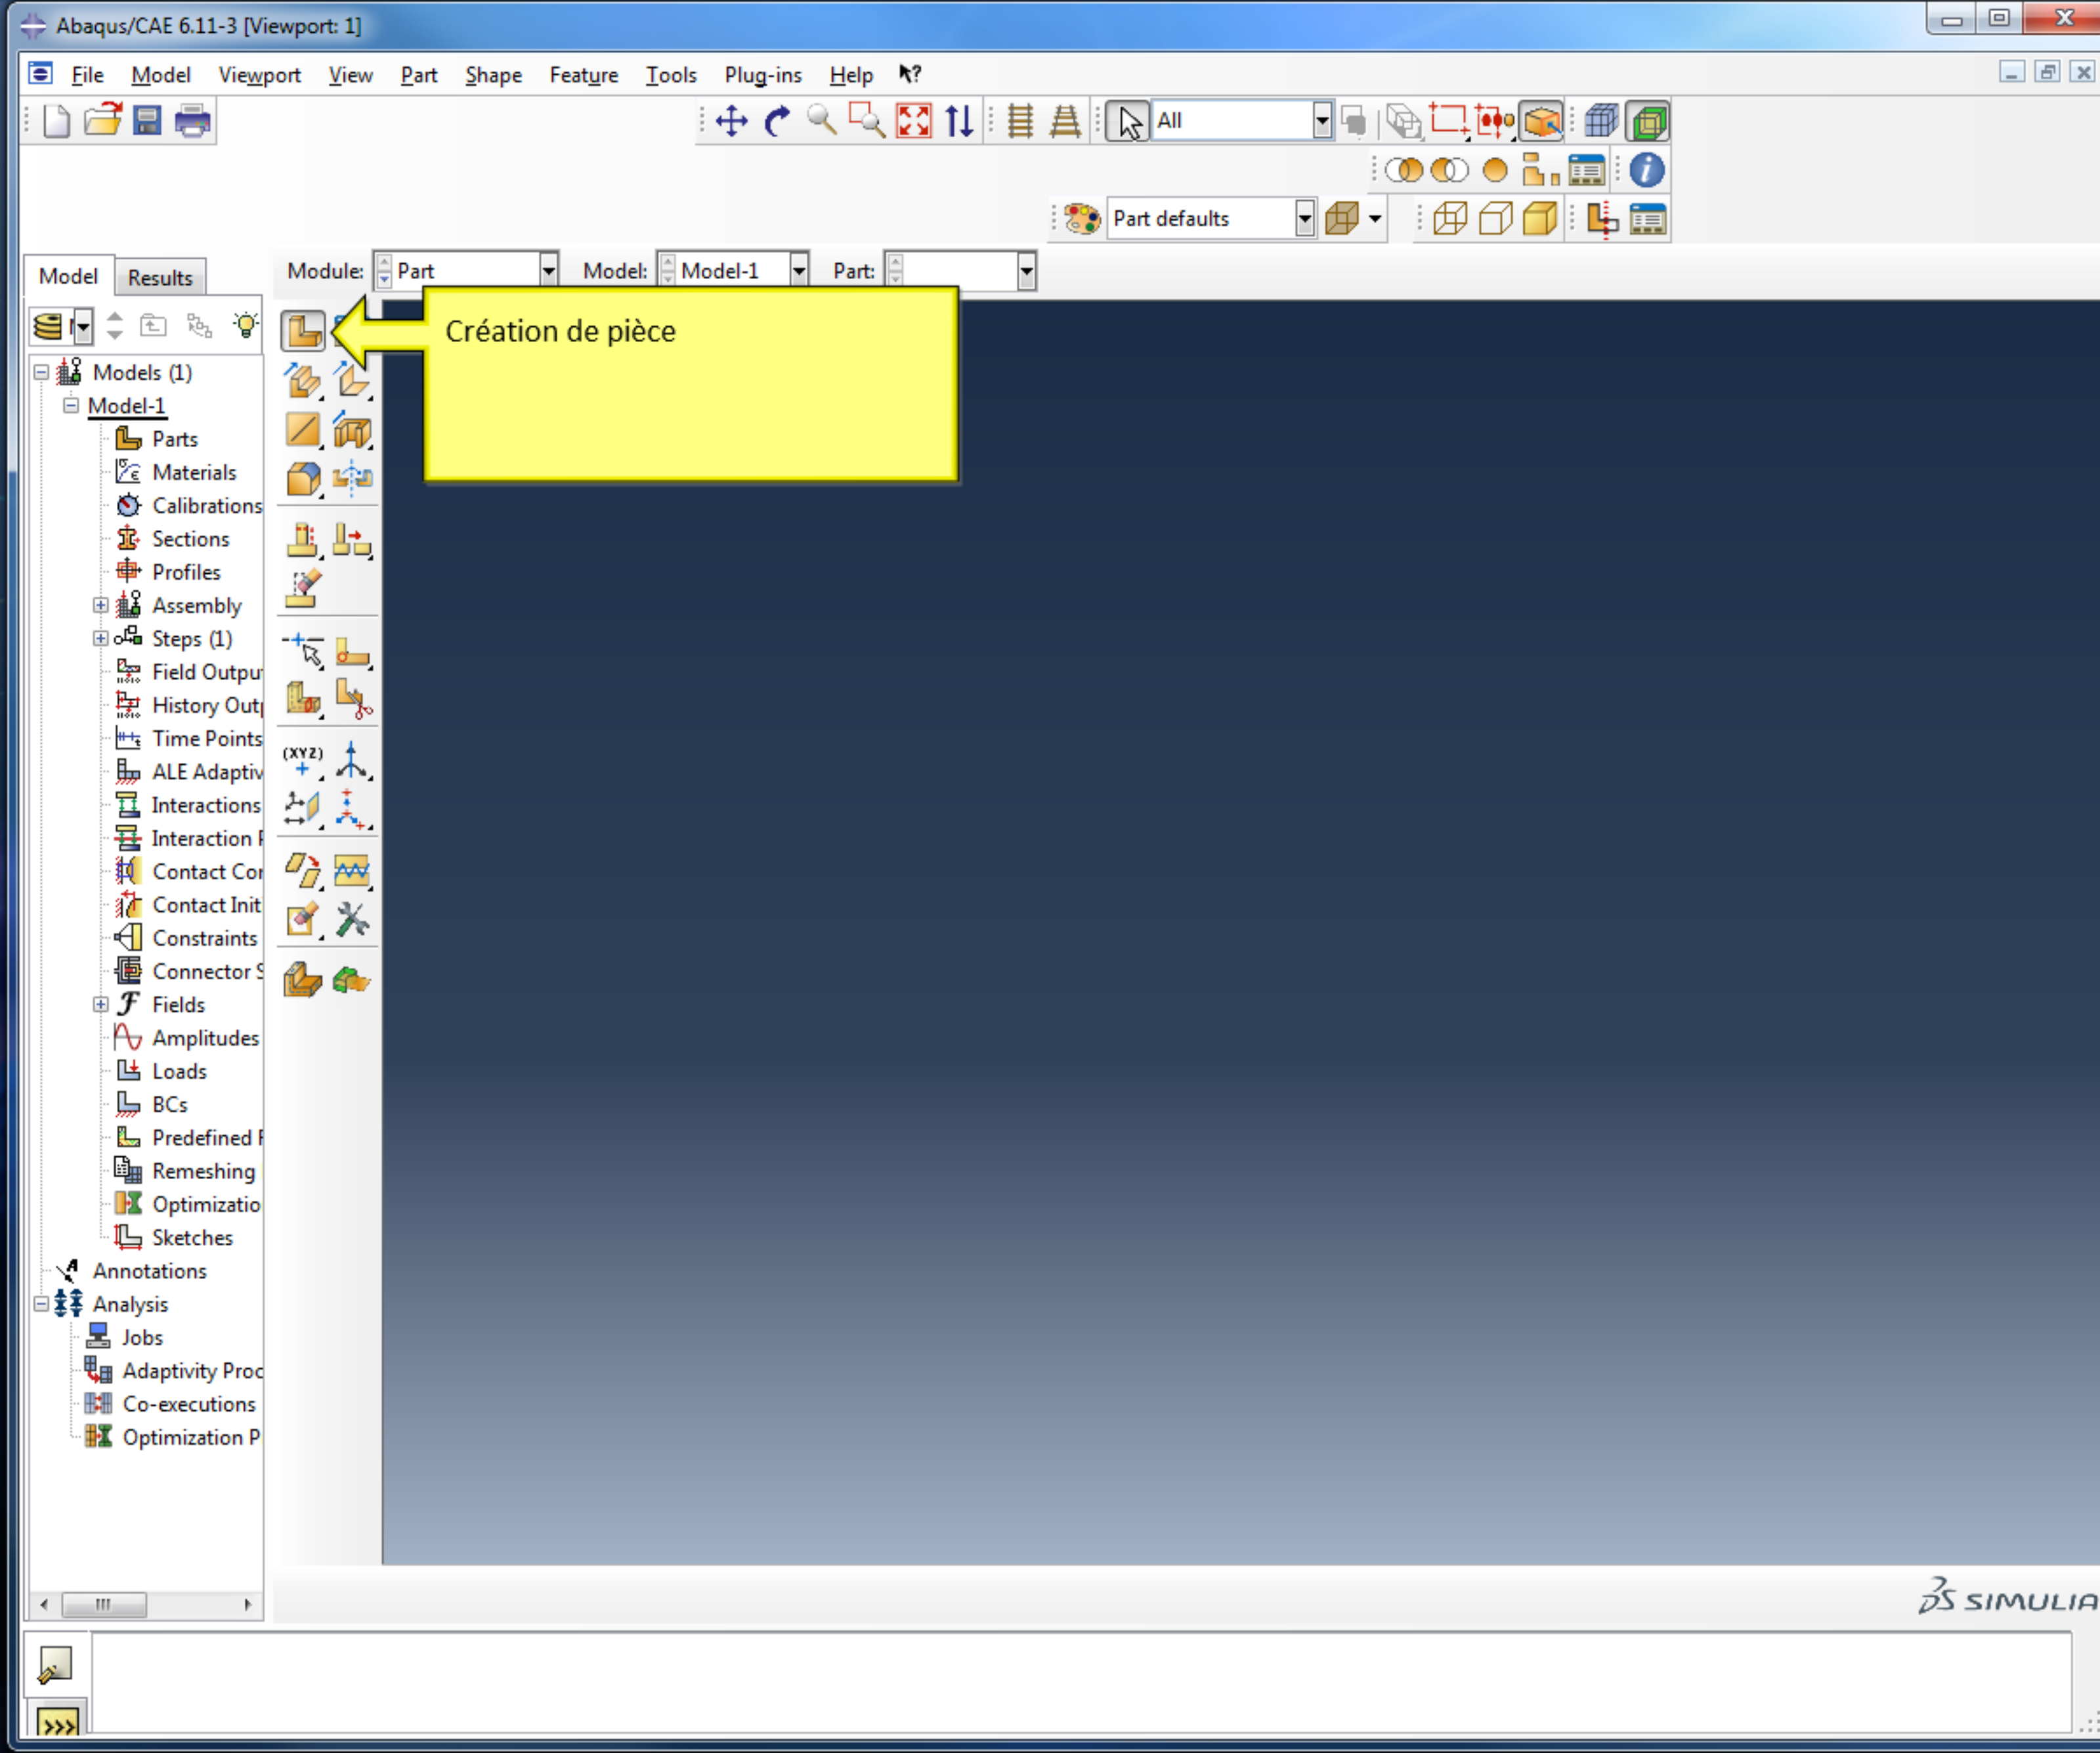 Abaqus/CAE 6.11-3 [Viewport: 1]
File Model Viewport View Part Shape Feature Tools Plug-ins Help
All
Part defaults
Model Results
Module: Part Model: Model-1 Part:
Création de pièce
Models (1)
Model-1
Parts
Materials
Calibrations
Sections
Profiles
Assembly
Steps (1)
Field Outpu
History Out
Time Points
ALE Adaptiv
Interactions
Interaction
Contact Cor
Contact Init
Constraints
Connector S
Fields
Amplitudes
Loads
BCs
Predefined
Remeshing
Optimizatio
Sketches
Annotations
Analysis
Jobs
Adaptivity Proc
Co-executions
Optimization P
(XYZ)
SIMULIA
>>>